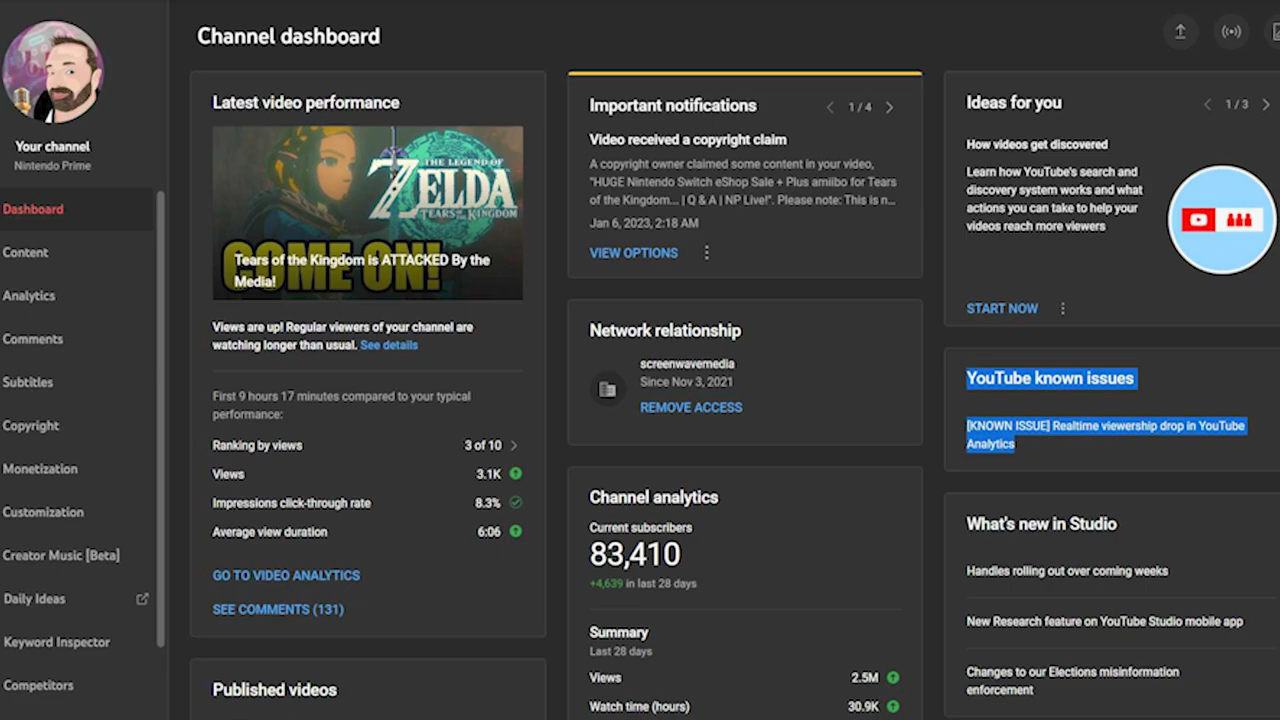 Channel dashboard
Your channel
Nintendo Prime
Dashboard
Content
Analytics
Comments
Subtitles
Copyright
Monetization
Customization
Creator Music [Beta]
Daily Ideas
Keyword Inspector
Competitors
Latest video performance
THE LEGEND OF
ZELDA
TEARS OF THE KINGDOM
COME ON!
Tears of the Kingdom is ATTACKED By the
Media!
Views are up! Regular viewers of your channel are
watching longer than usual. See details
First 9 hours 17 minutes compared to your typical
performance:
Ranking by views 3 of 10
Views 3.1K
Impressions click-through rate 8.3%
Average view duration 6:06
GO TO VIDEO ANALYTICS
SEE COMMENTS (131)
Published videos
Important notifications 1 / 4
Video received a copyright claim
A copyright owner claimed some content in your video,
"HUGE Nintendo Switch eShop Sale + Plus amiibo for Tears
of the Kingdom... | Q & A | NP Live!". Please note: This is n...
Jan 6, 2023, 2:18 AM
VIEW OPTIONS
Network relationship
screenwavemedia
Since Nov 3, 2021
REMOVE ACCESS
Channel analytics
Current subscribers
83,410
+4,639 in last 28 days
Summary
Last 28 days
Views 2.5M
Watch time (hours) 30.9K
Ideas for you 1 / 3
How videos get discovered
Learn how YouTube's search and
discovery system works and what
actions you can take to help your
videos reach more viewers
START NOW
YouTube known issues
[KNOWN ISSUE] Realtime viewership drop in YouTube
Analytics
What's new in Studio
Handles rolling out over coming weeks
New Research feature on YouTube Studio mobile app
Changes to our Elections misinformation
enforcement